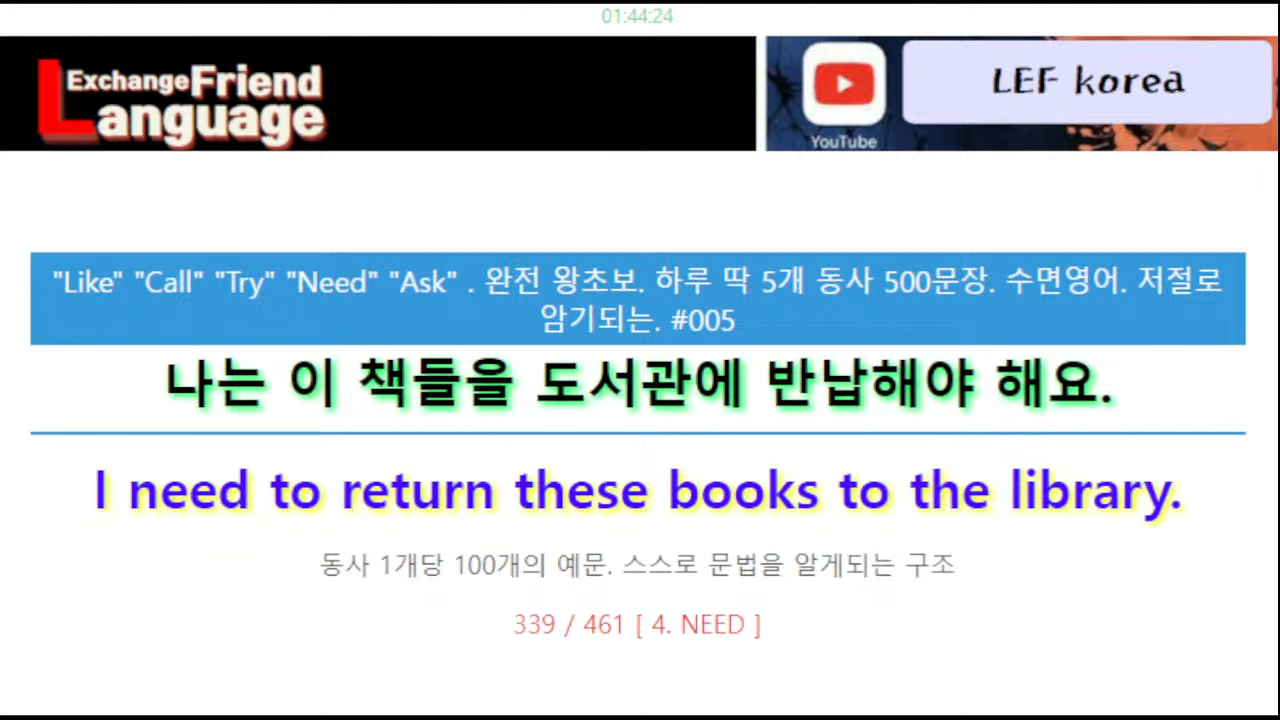 01:44:24
ExchangeFriend
Language
LEF korea
YouTube
"Like" "Call" "Try" "Need" "Ask" . 완전 왕초보. 하루 딱 5개 동사 500문장. 수면영어. 저절로
암기되는. #005
나는 이 책들을 도서관에 반납해야 해요.
I need to return these books to the library.
동사 1개당 100개의 예문. 스스로 문법을 알게되는 구조
339 / 461 [ 4. NEED ]